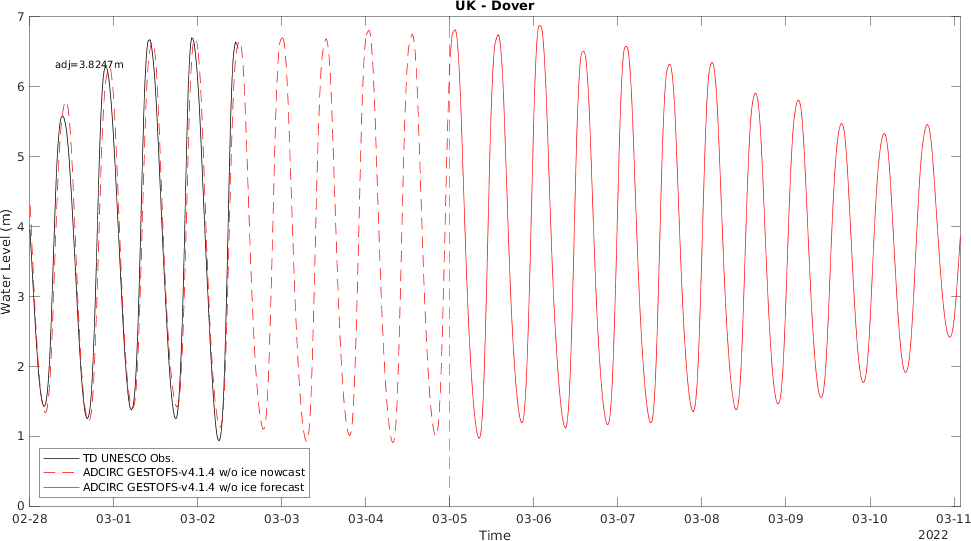 UK - Dover
adj=3.8247m
7
6
5
4
3
2
1
0
Water Level (m)
TD UNESCO Obs.
ADCIRC GESTOFS-v4.1.4 w/o ice nowcast
ADCIRC GESTOFS-v4.1.4 w/o ice forecast
02-28 03-01 03-02 03-03 03-04 03-05 03-06 03-07 03-08 03-09 03-10 03-11
Time
2022